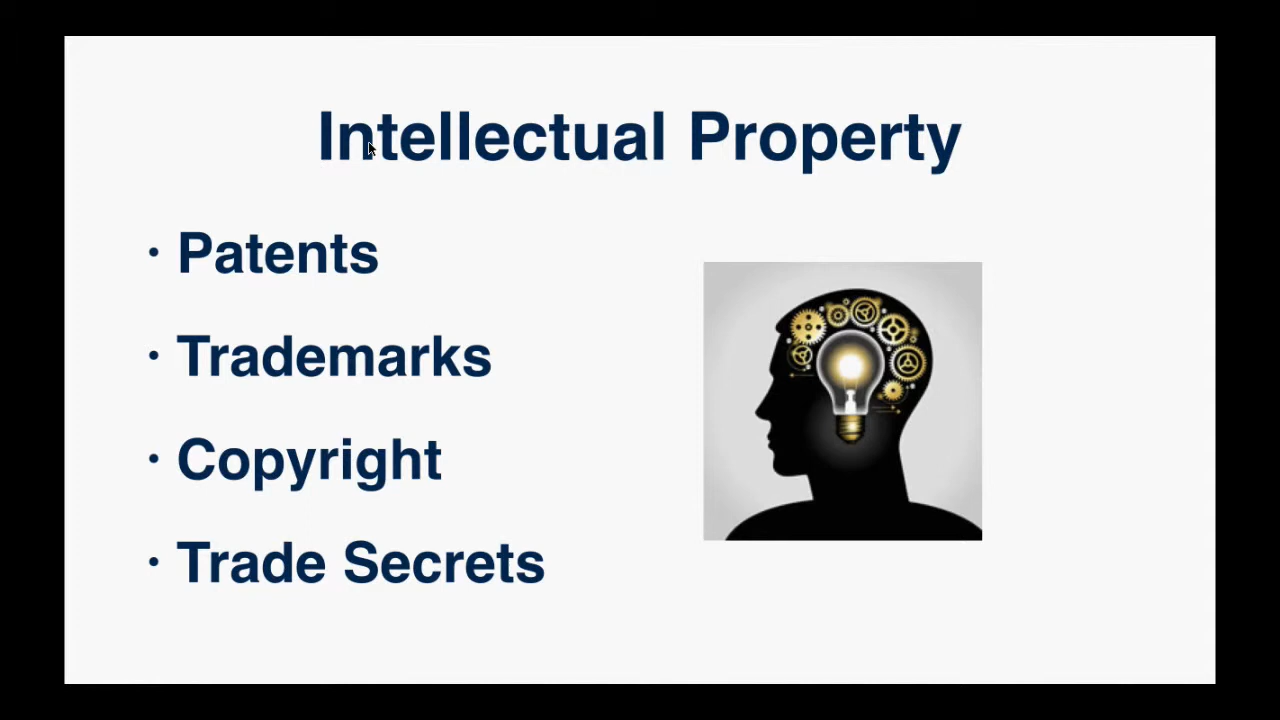 Intellectual Property
• Patents
• Trademarks
• Copyright
• Trade Secrets